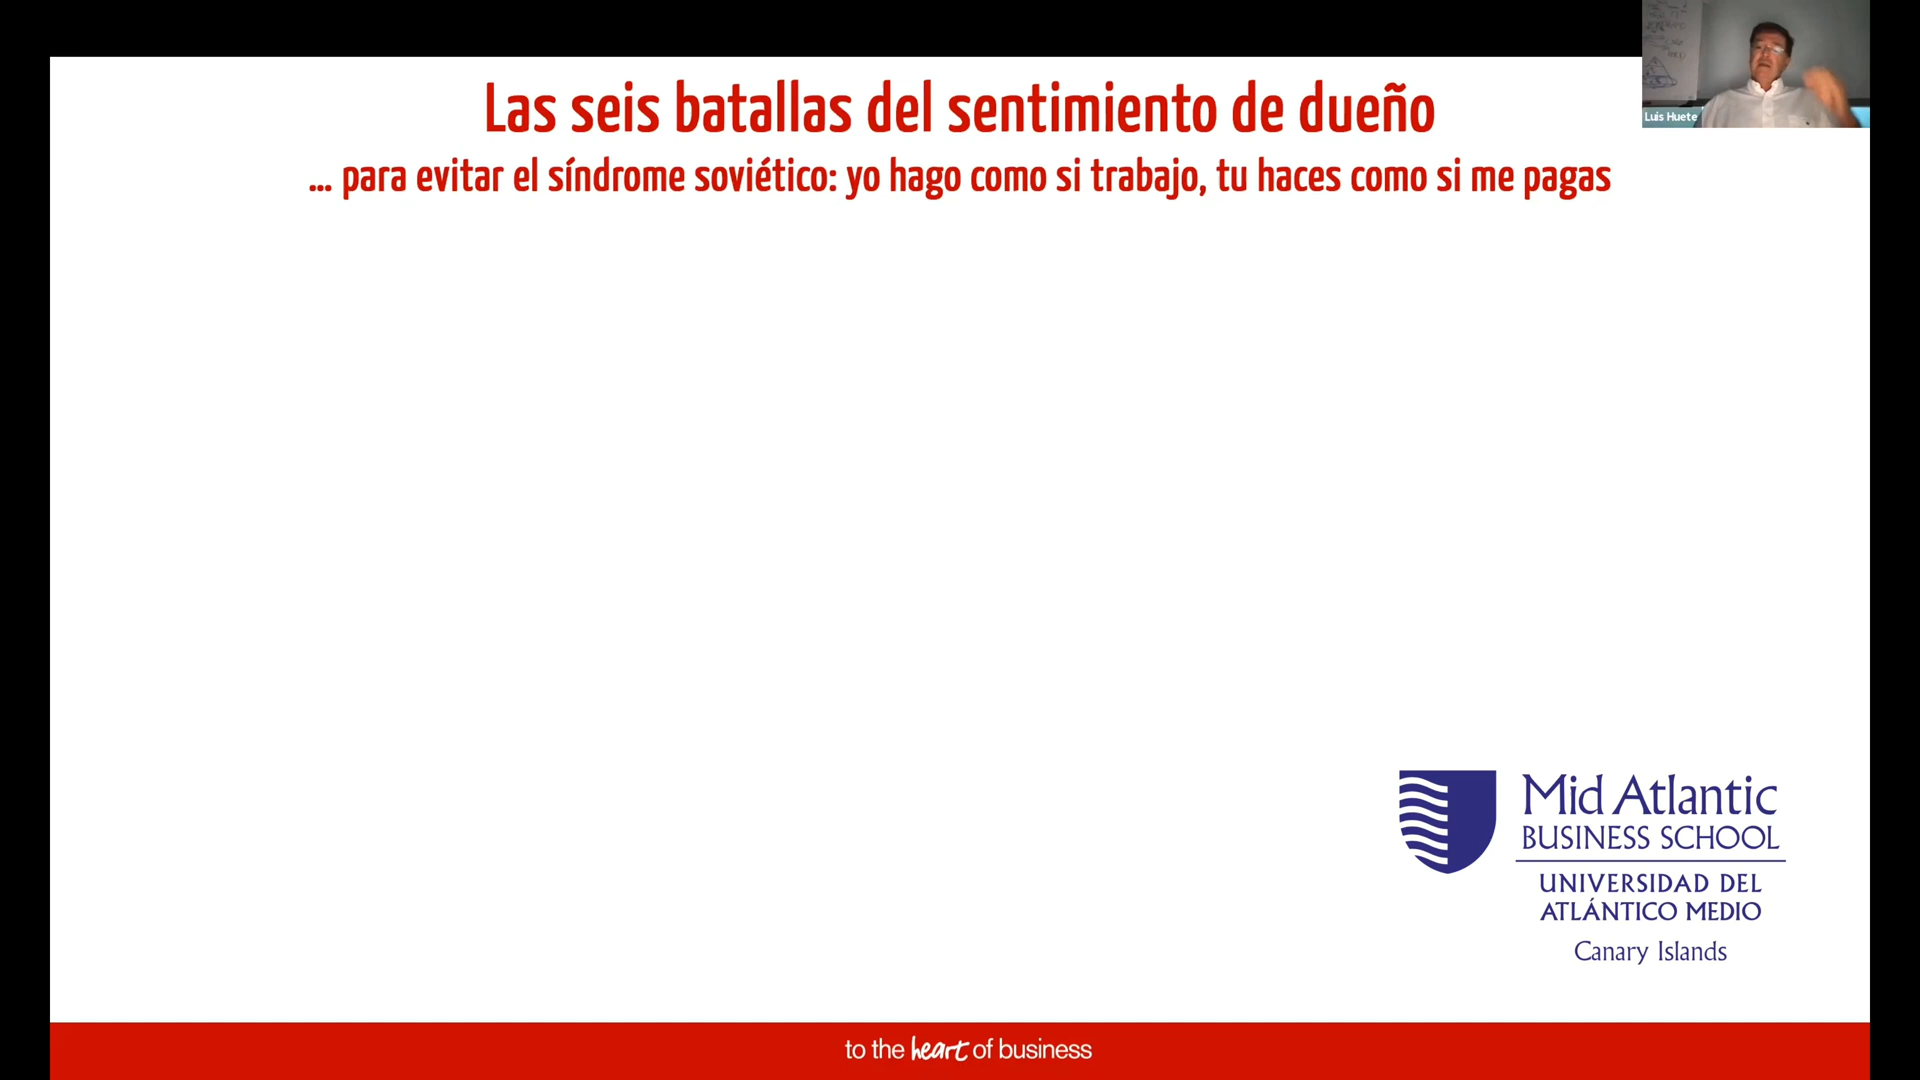 Las seis batallas del sentimiento de dueño
... para evitar el síndrome soviético: yo hago como si trabajo, tu haces como si me pagas
Luis Huete
Mid Atlantic
BUSINESS SCHOOL
UNIVERSIDAD DEL
ATLÁNTICO MEDIO
Canary Islands
to the heart of business